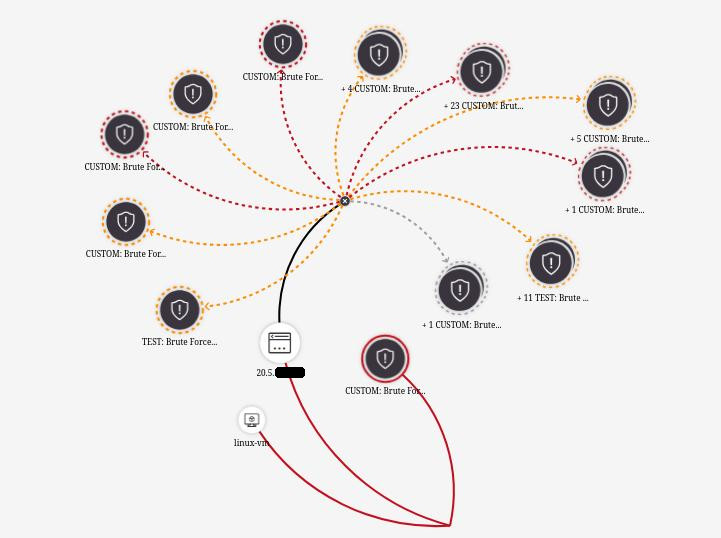 CUSTOM: Brute For...
+ 4 CUSTOM: Brute...
+ 23 CUSTOM: Brut...
CUSTOM: Brute For...
+ 5 CUSTOM: Brute...
CUSTOM: Brute For...
+ 1 CUSTOM: Brute...
CUSTOM: Brute For...
+ 11 TEST: Brute ...
+ 1 CUSTOM: Brute...
TEST: Brute Force...
20.5.
CUSTOM: Brute For...
linux-vm